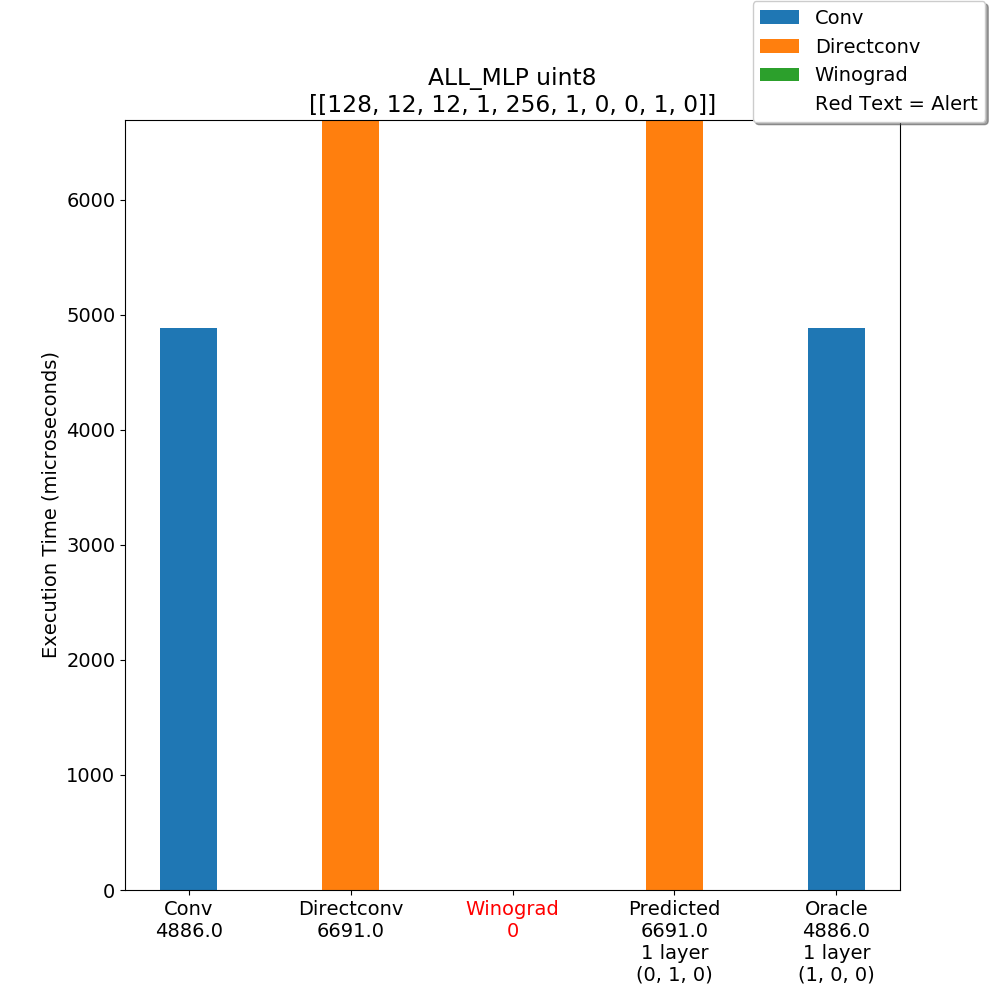 Conv
Directconv
Winograd
Red Text = Alert
ALL_MLP uint8
[[128, 12, 12, 1, 256, 1, 0, 0, 1, 0]]
Execution Time (microseconds)
6000
5000
4000
3000
2000
1000
0
Conv
4886.0
Directconv
6691.0
Winograd
0
Predicted
6691.0
1 layer
(0, 1, 0)
Oracle
4886.0
1 layer
(1, 0, 0)